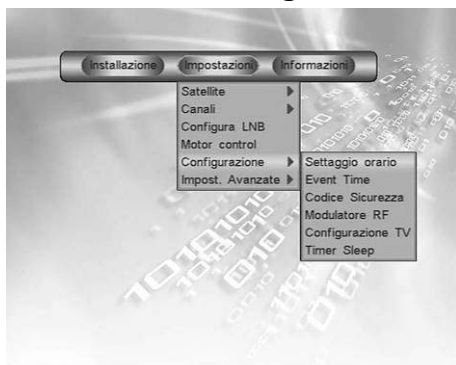 Installazione Impostazioni Informazioni
Satellite
Canali
Configura LNB
Motor control
Configurazione
Impost. Avanzate
Settaggio orario
Event Time
Codice Sicurezza
Modulatore RF
Configurazione TV
Timer Sleep